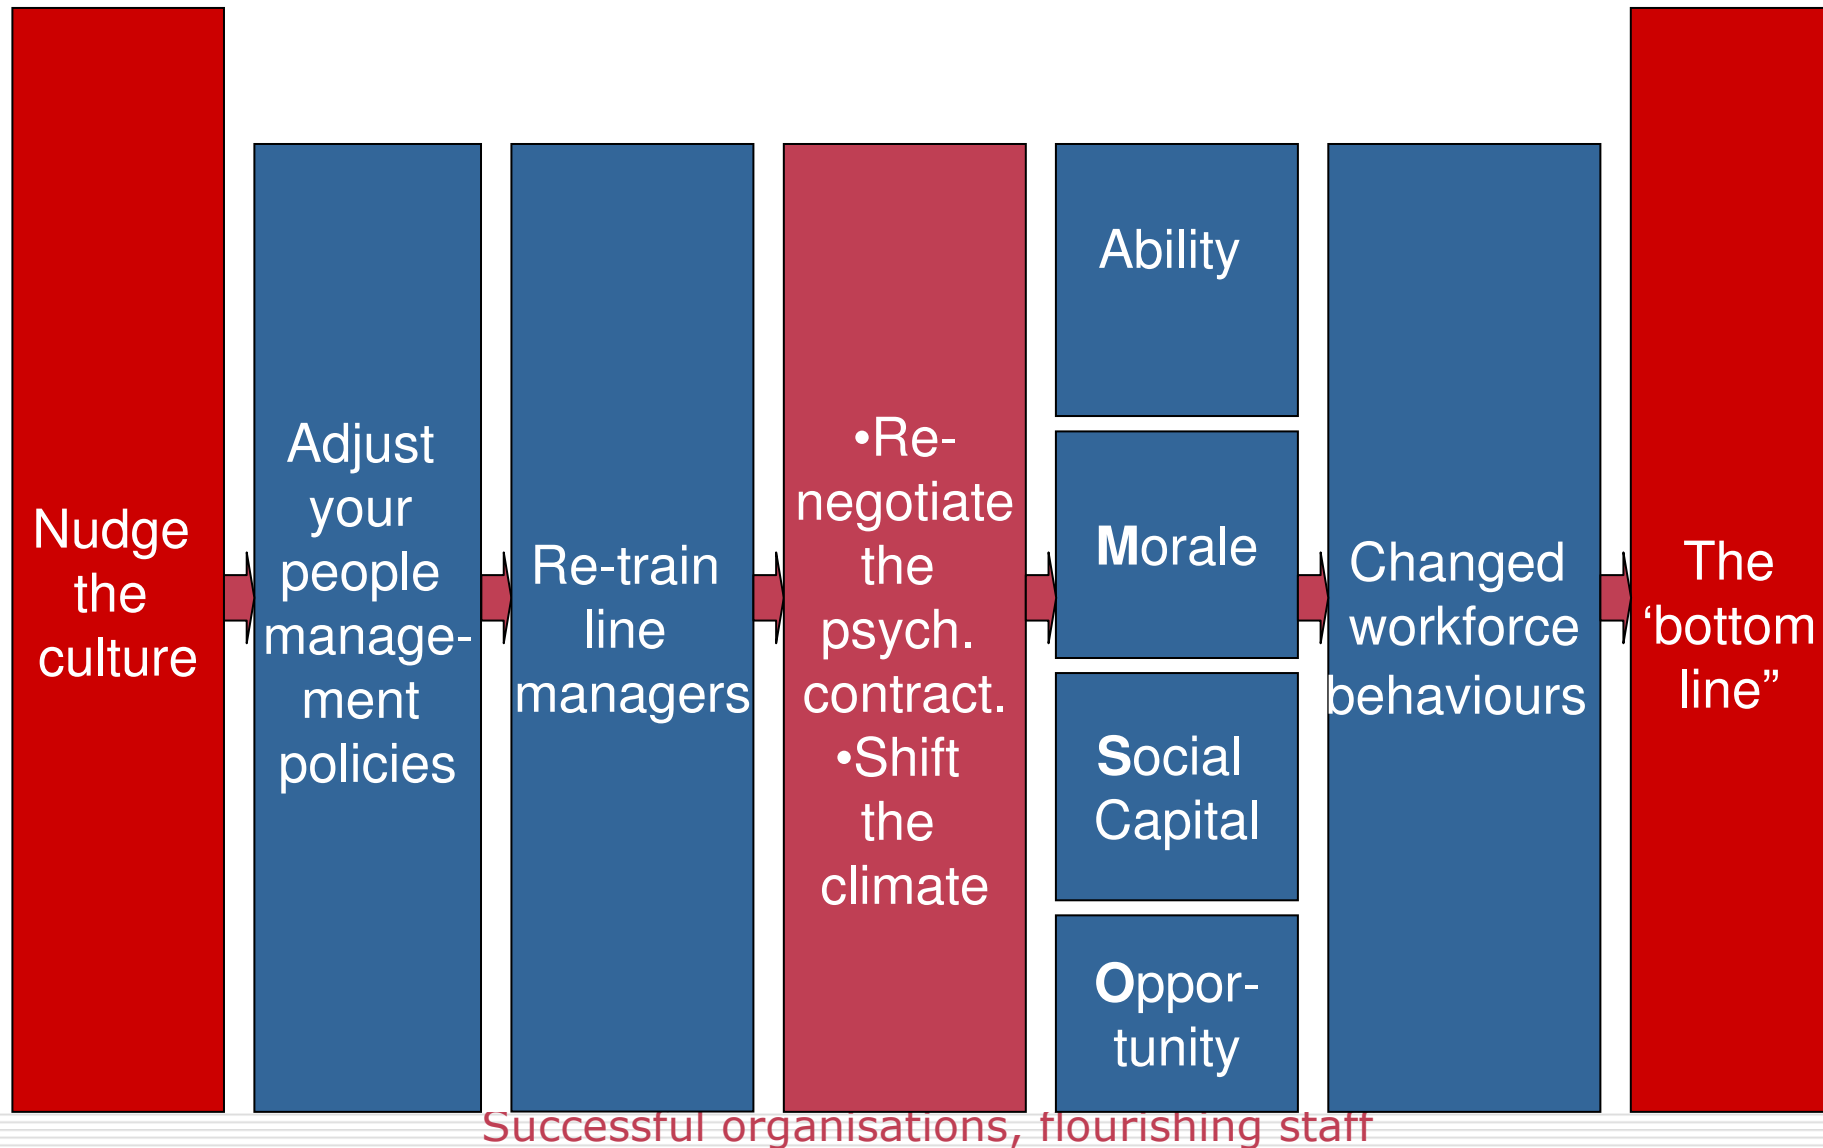 Nudge
the
culture
Adjust
your
people
manage-
ment
policies
Re-train
line
managers
•Re-
negotiate
the
psych.
contract.
•Shift
the
climate
Ability
Morale
Social
Capital
Oppor-
tunity
Changed
workforce
behaviours
The
‘bottom
line”
Successful organisations, flourishing staff